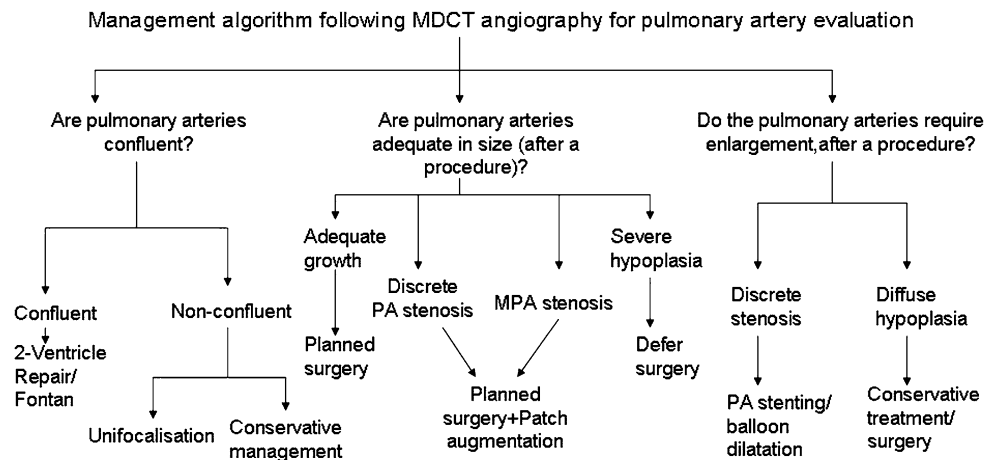 Management algorithm following MDCT angiography for pulmonary artery evaluation
Are pulmonary arteries
confluent?
Are pulmonary arteries
adequate in size (after a
procedure)?
Do the pulmonary arteries require
enlargement,after a procedure?
Confluent
2-Ventricle
Repair/
Fontan
Non-confluent
Unifocalisation
Conservative
management
Adequate
growth
Planned
surgery
Discrete
PA stenosis
MPA stenosis
Planned
surgery+Patch
augmentation
Severe
hypoplasia
Defer
surgery
Discrete
stenosis
PA stenting/
balloon
dilatation
Diffuse
hypoplasia
Conservative
treatment/
surgery